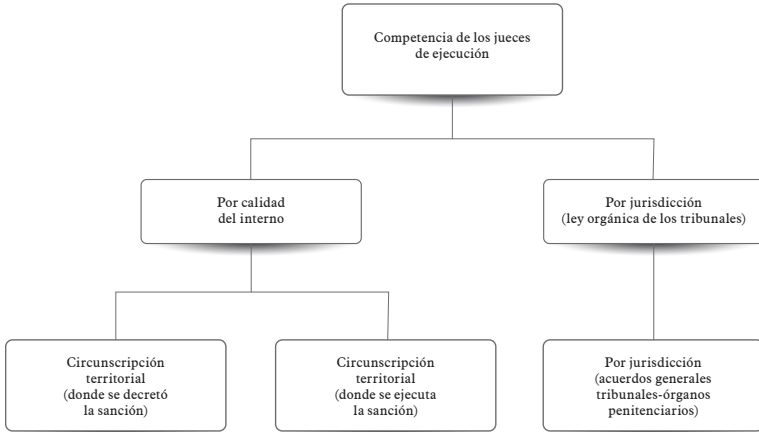 Competencia de los jueces
de ejecución
Por calidad
del interno
Por jurisdicción
(ley orgánica de los tribunales)
Circunscripción
territorial
(donde se decretó
la sanción)
Circunscripción
territorial
(donde se ejecuta
la sanción)
Por jurisdicción
(acuerdos generales
tribunales-órganos
penitenciarios)